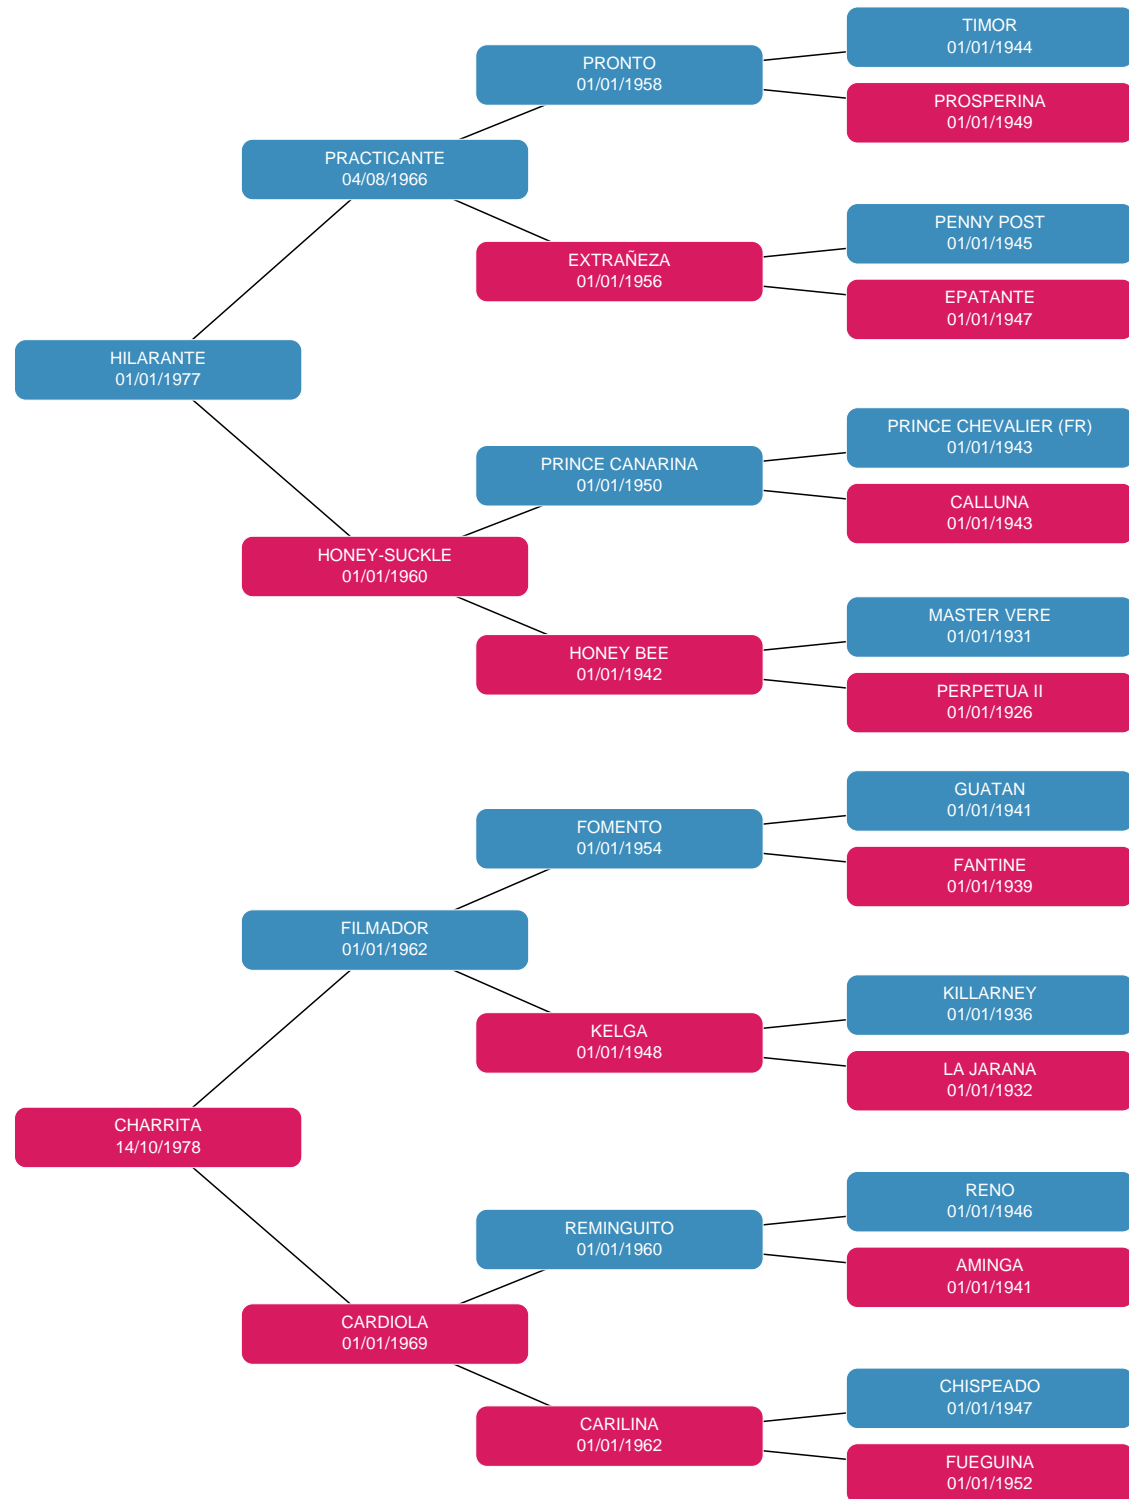 TIMOR
01/01/1944
PRONTO
01/01/1958
PROSPERINA
01/01/1949
PRACTICANTE
04/08/1966
PENNY POST
01/01/1945
EXTRAÑEZA
01/01/1956
EPATANTE
01/01/1947
HILARANTE
01/01/1977
PRINCE CHEVALIER (FR)
01/01/1943
PRINCE CANARINA
01/01/1950
CALLUNA
01/01/1943
HONEY-SUCKLE
01/01/1960
MASTER VERE
01/01/1931
HONEY BEE
01/01/1942
PERPETUA II
01/01/1926
GUATAN
01/01/1941
FOMENTO
01/01/1954
FANTINE
01/01/1939
FILMADOR
01/01/1962
KILLARNEY
01/01/1936
KELGA
01/01/1948
LA JARANA
01/01/1932
CHARRITA
14/10/1978
RENO
01/01/1946
REMINGUITO
01/01/1960
AMINGA
01/01/1941
CARDIOLA
01/01/1969
CHISPEADO
01/01/1947
CARILINA
01/01/1962
FUEGUINA
01/01/1952